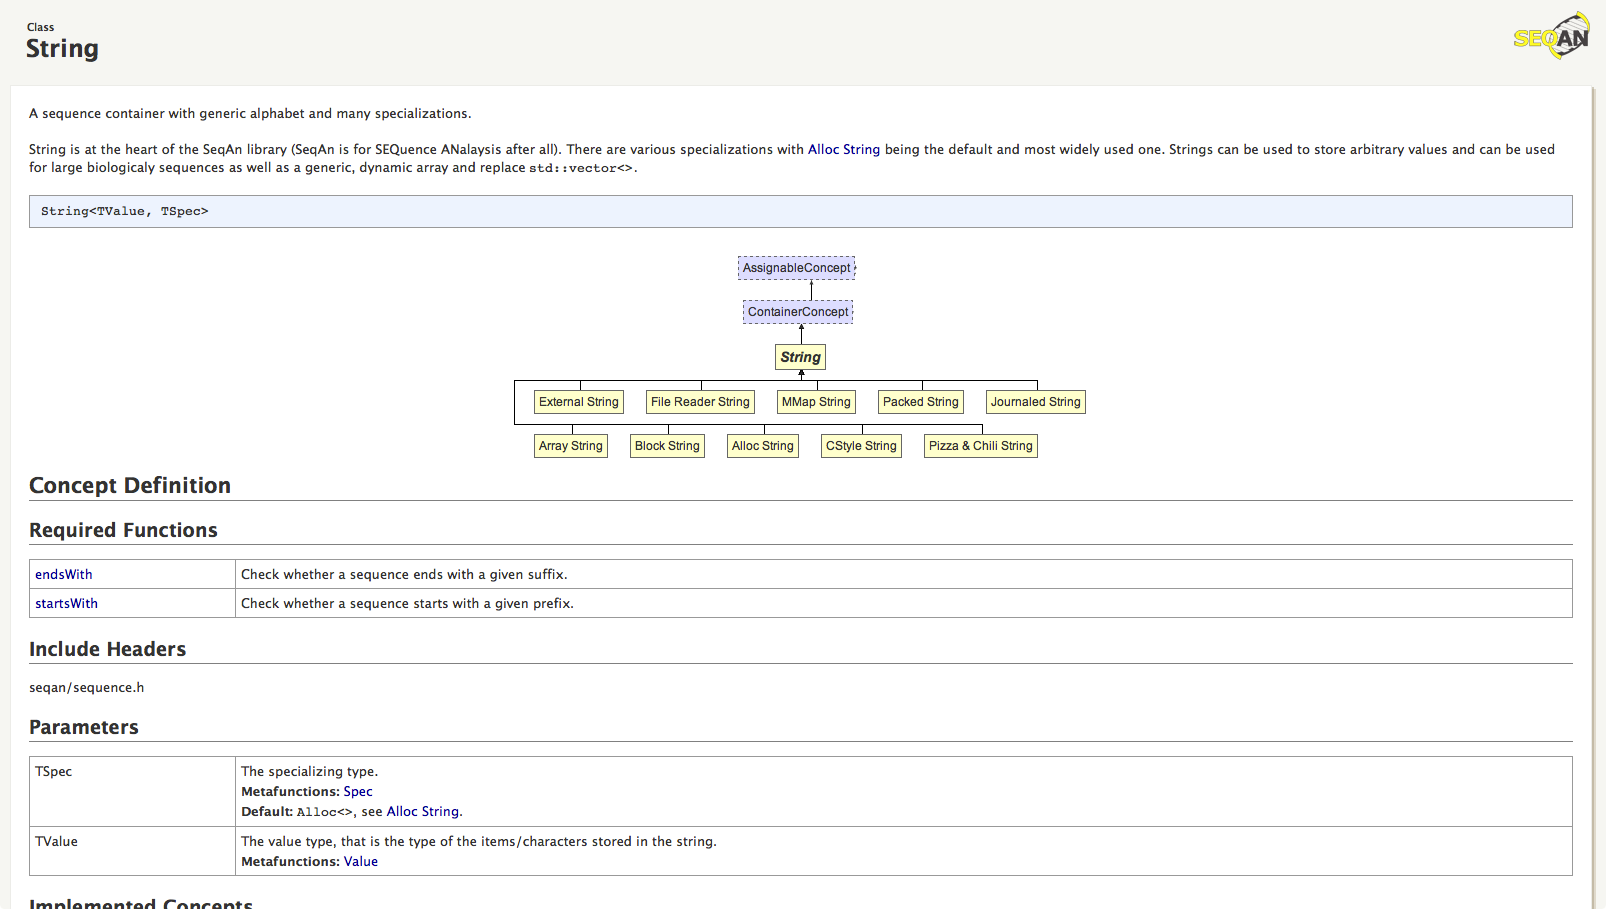 Class
String
SEQAN
A sequence container with generic alphabet and many specializations.
String is at the heart of the SeqAn library (SeqAn is for SEQuence ANalaysis after all). There are various specializations with Alloc String being the default and most widely used one. Strings can be used to store arbitrary values and can be used
for large biologicaly sequences as well as a generic, dynamic array and replace std::vector<>.
String<TValue, TSpec>
AssignableConcept
ContainerConcept
String
External String File Reader String MMap String Packed String Journaled String
Array String Block String Alloc String CStyle String Pizza & Chili String
Concept Definition
Required Functions
endsWith Check whether a sequence ends with a given suffix.
startsWith Check whether a sequence starts with a given prefix.
Include Headers
seqan/sequence.h
Parameters
TSpec The specializing type.
Metafunctions: Spec
Default: Alloc<>, see Alloc String.
TValue The value type, that is the type of the items/characters stored in the string.
Metafunctions: Value
Implemented Concepts